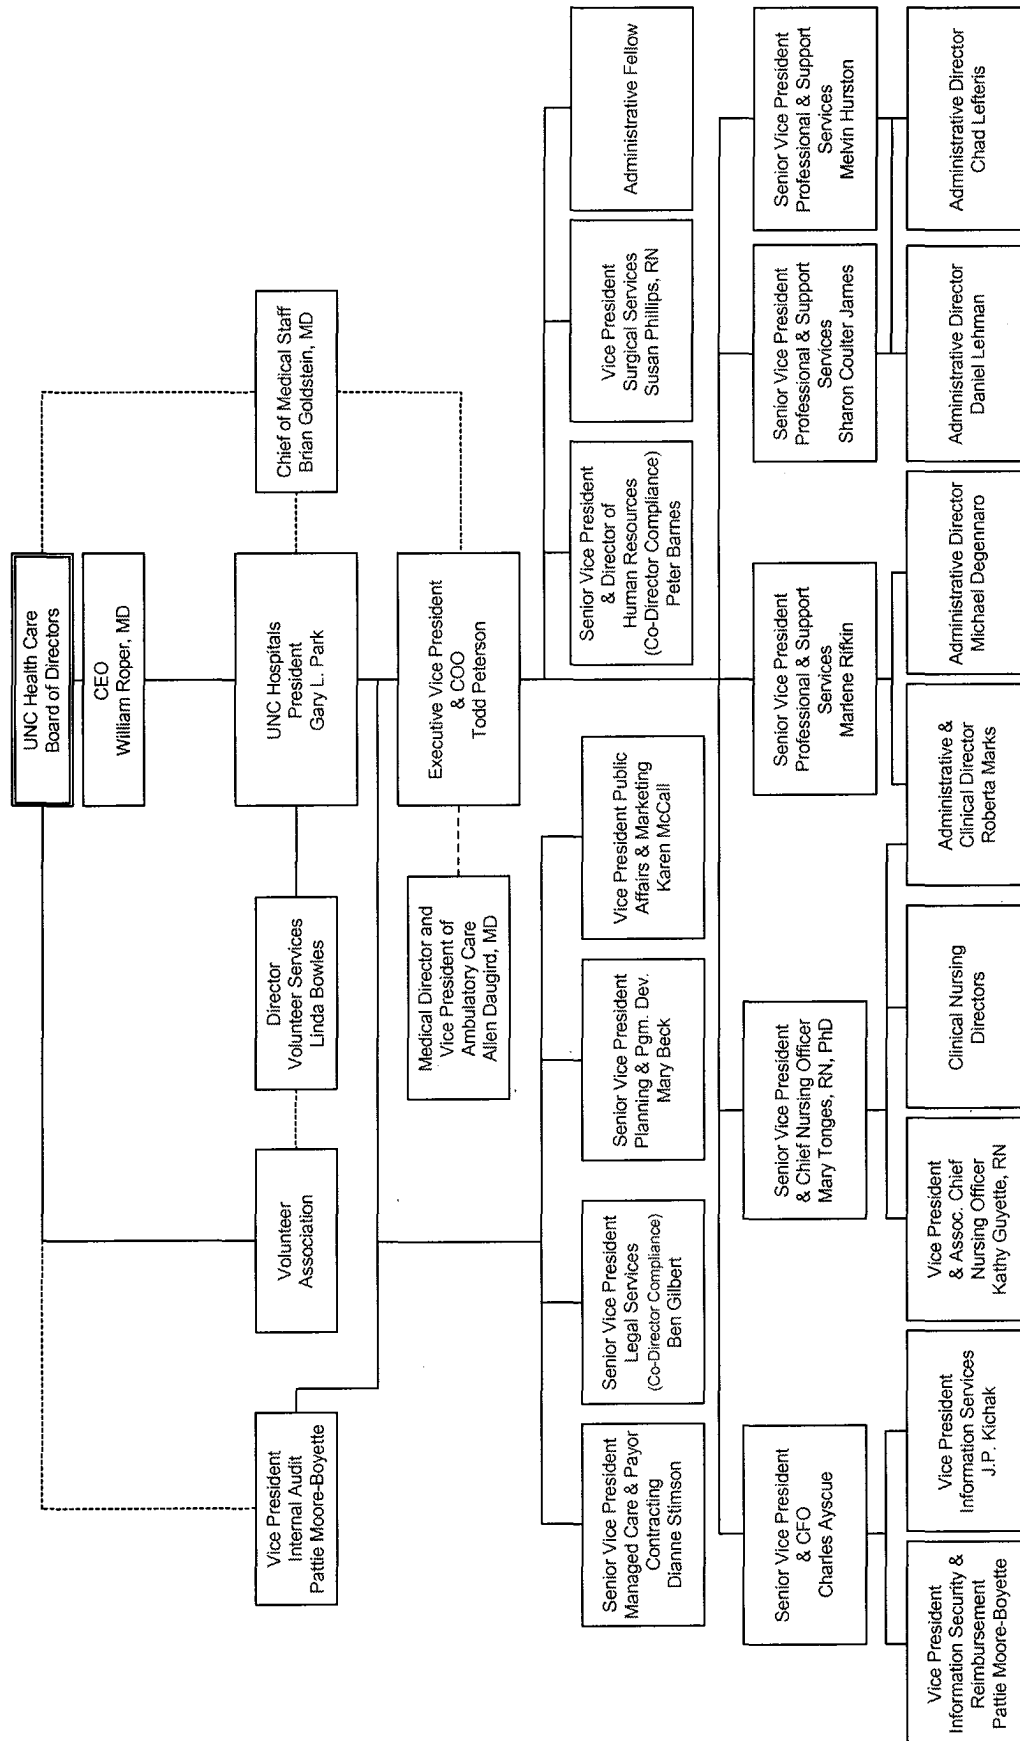 UNC Health Care
Board of Directors
CEO
William Roper, MD
Chief of Medical Staff
Brian Goldstein, MD
UNC Hospitals
President
Gary L. Park
Director
Volunteer Services
Linda Bowles
Volunteer
Association
Vice President
Internal Audit
Pattie Moore-Boyette
Executive Vice President
& COO
Todd Peterson
Medical Director and
Vice President of
Ambulatory Care
Allen Daugird, MD
Senior Vice President
Managed Care & Payor
Contracting
Dianne Stimson
Senior Vice President
Legal Services
(Co-Director Compliance)
Ben Gilbert
Senior Vice President
Planning & Pgm. Dev.
Mary Beck
Vice President Public
Affairs & Marketing
Karen McCall
Senior Vice President
& Director of
Human Resources
(Co-Director Compliance)
Peter Barnes
Vice President
Surgical Services
Susan Phillips, RN
Administrative Fellow
Senior Vice President
& CFO
Charles Ayscue
Senior Vice President
& Chief Nursing Officer
Mary Tonges, RN, PhD
Senior Vice President
Professional & Support
Services
Marlene Rifkin
Senior Vice President
Professional & Support
Services
Sharon Coulter James
Senior Vice President
Professional & Support
Services
Melvin Hurston
Vice President
Information Security &
Reimbursement
Pattie Moore-Boyette
Vice President
Information Services
J.P. Kichak
Vice President
& Assoc. Chief
Nursing Officer
Kathy Guyette, RN
Clinical Nursing
Directors
Administrative &
Clinical Director
Roberta Marks
Administrative Director
Michael Degennaro
Administrative Director
Daniel Lehman
Administrative Director
Chad Lefteris